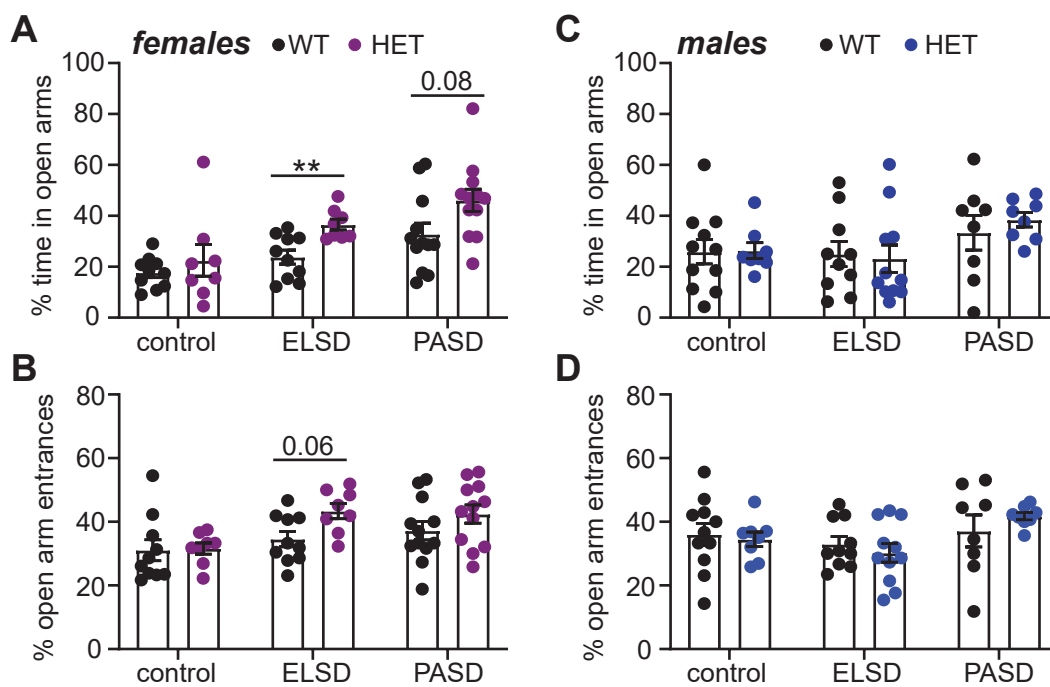 A
females WT HET
% time in open arms
100
80
60
40
20
0
**
0.08
control ELSD PASD
C
males WT HET
% time in open arms
100
80
60
40
20
0
control ELSD PASD
B
% open arm entrances
80
60
40
20
0
0.06
control ELSD PASD
D
% open arm entrances
80
60
40
20
0
control ELSD PASD